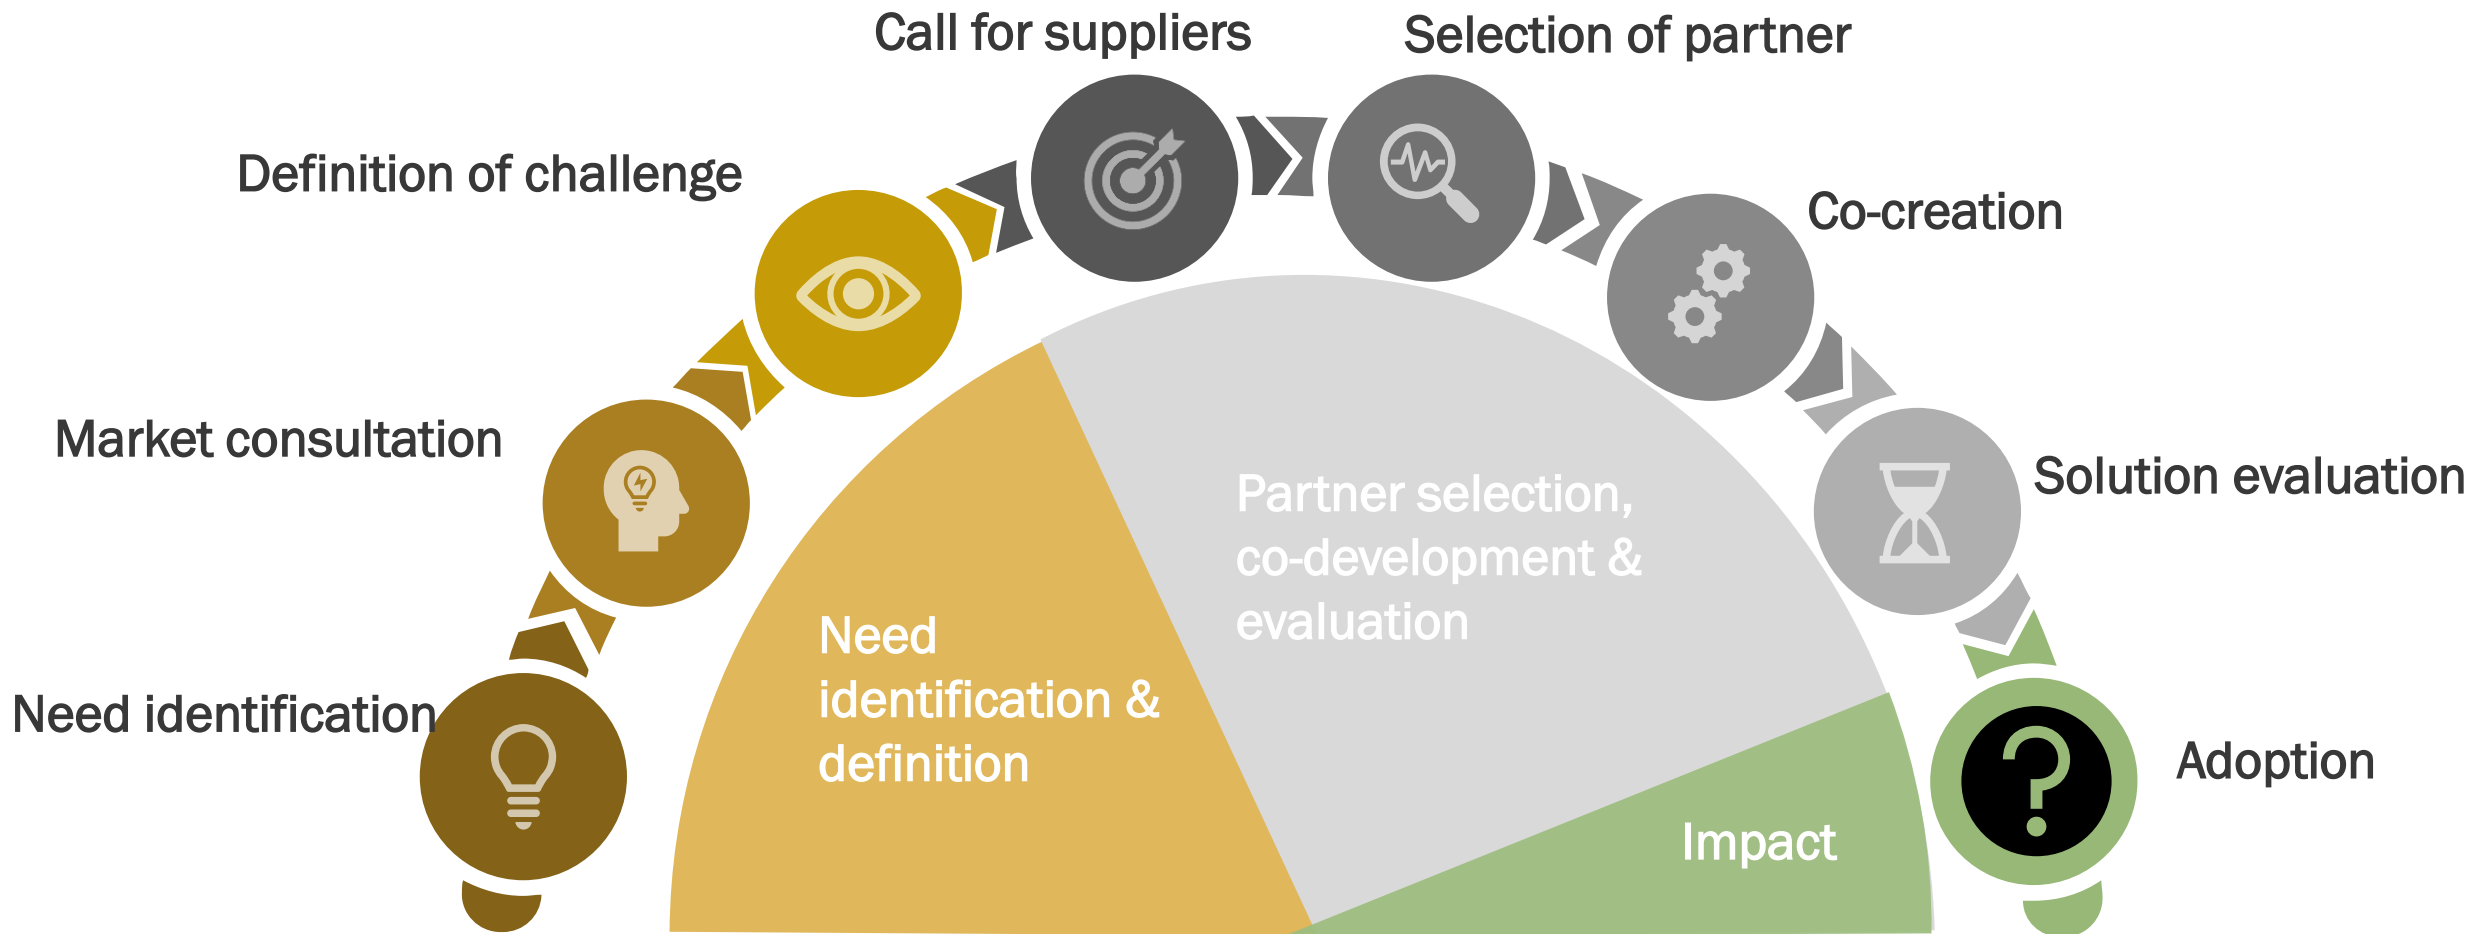 Call for suppliers
Selection of partner
Definition of challenge
Co-creation
Market consultation
Solution evaluation
Need identification
Adoption
Need
identification &
definition
Partner selection,
co-development &
evaluation
Impact
?